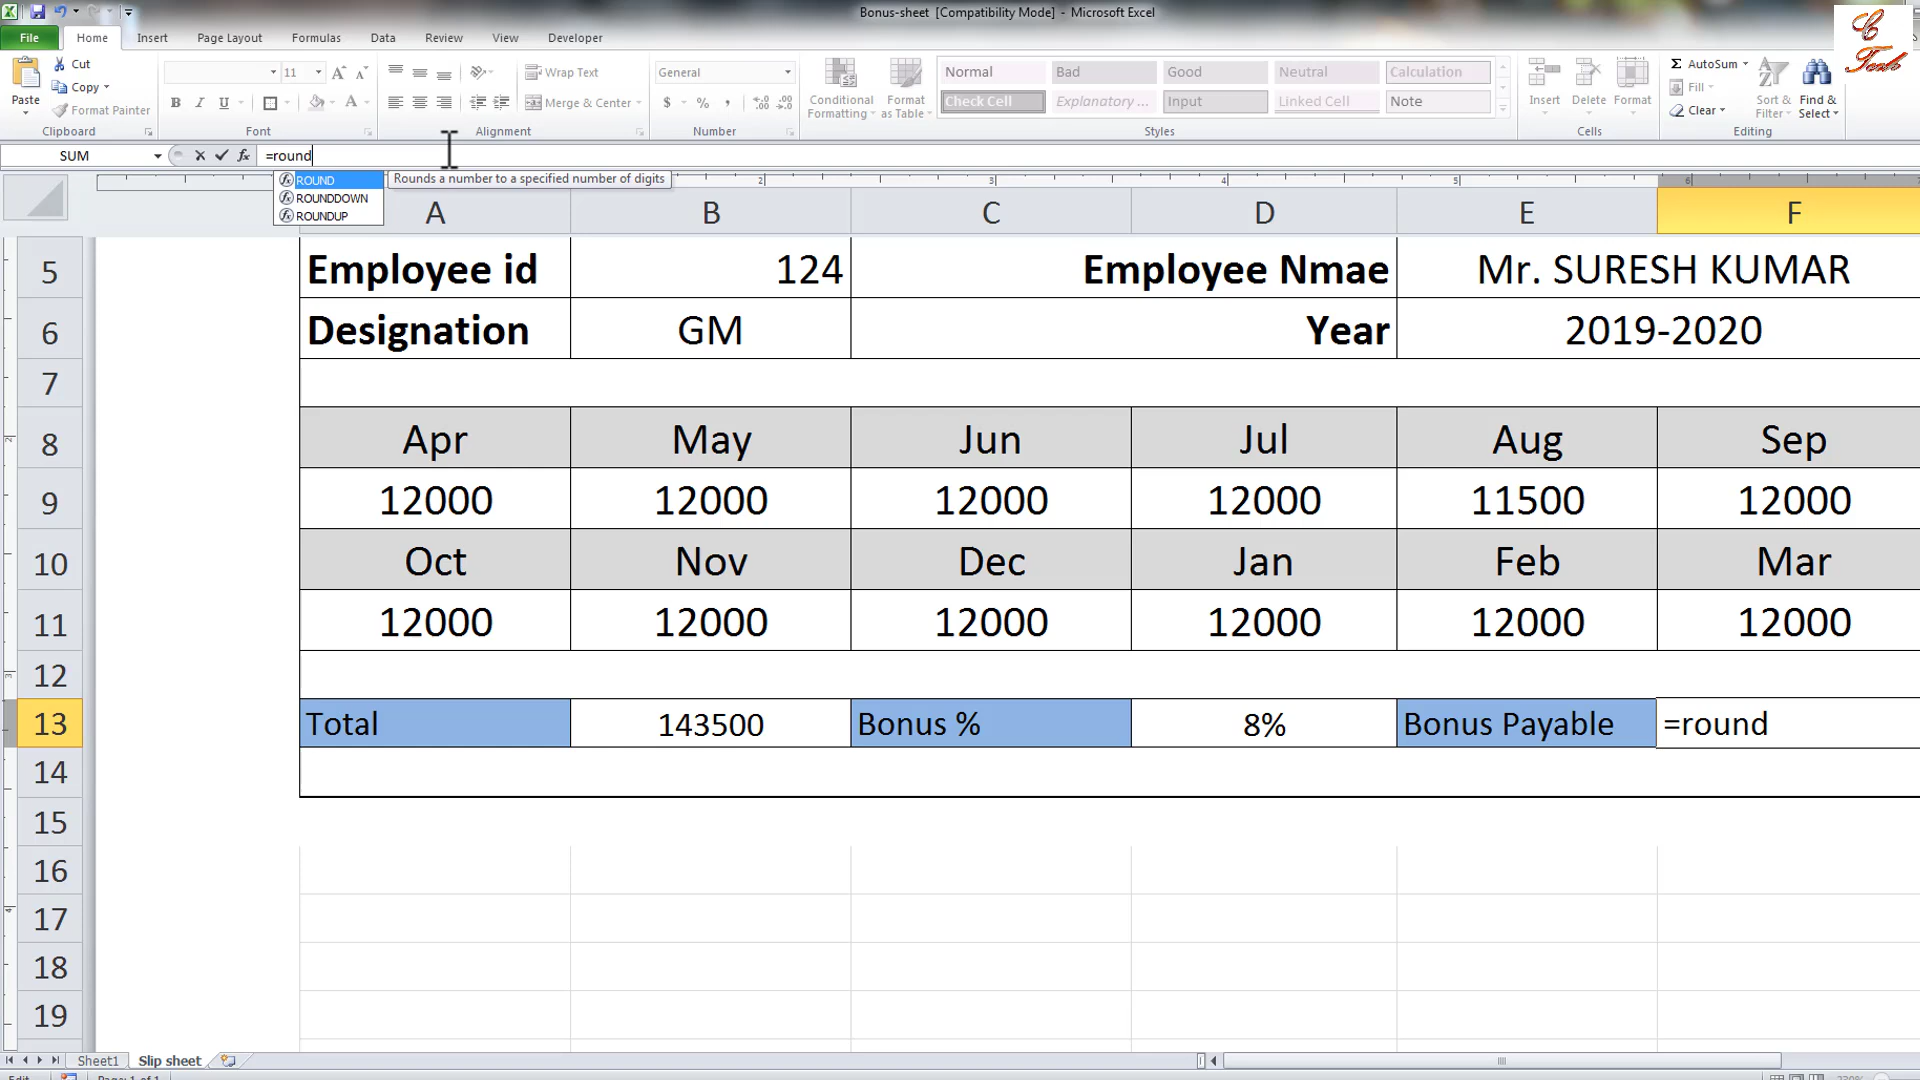 Bonus-sheet [Compatibility Mode] - Microsoft Excel
File Home Insert Page Layout Formulas Data Review View Developer
Paste
Cut
Copy
Format Painter
Clipboard
11
B I U A
Font
Wrap Text
Merge & Center
Alignment
General
$ % ,
Number
Conditional Formatting
Format as Table
Normal Bad Good Neutral Calculation
Check Cell Explanatory ... Input Linked Cell Note
Styles
Insert Delete Format
Cells
Σ AutoSum
Fill
Clear
Sort & Filter
Find & Select
Editing
SUM fx =round
ROUND Rounds a number to a specified number of digits
ROUNDDOWN
ROUNDUP
A B C D E F
5 Employee id 124 Employee Nmae Mr. SURESH KUMAR
6 Designation GM Year 2019-2020
7
8 Apr May Jun Jul Aug Sep
9 12000 12000 12000 12000 11500 12000
10 Oct Nov Dec Jan Feb Mar
11 12000 12000 12000 12000 12000 12000
12
13 Total 143500 Bonus % 8% Bonus Payable =round
14
15
16
17
18
19
Sheet1 Slip sheet